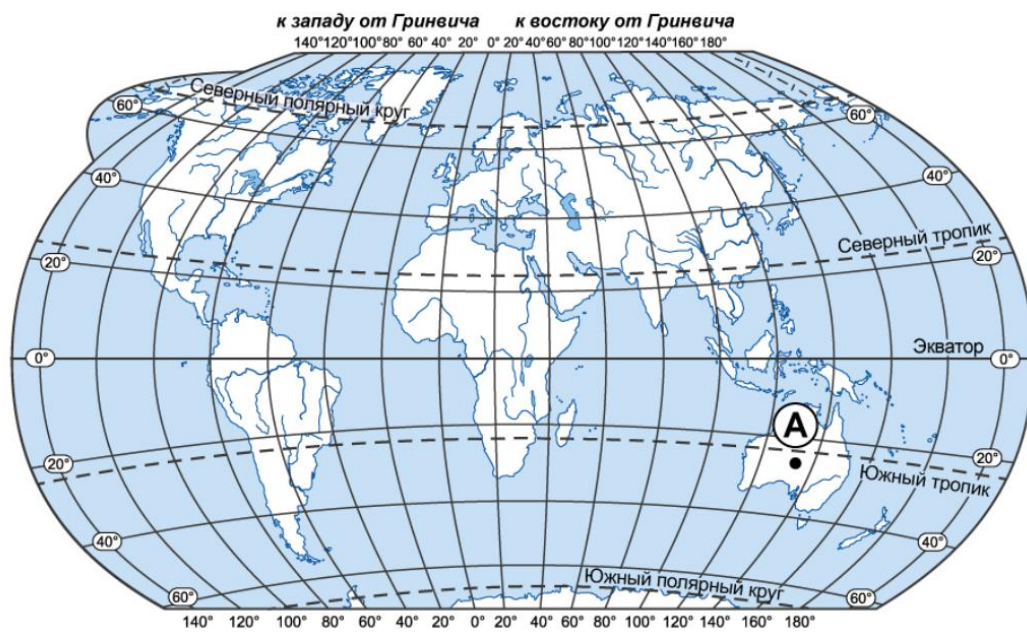 к западу от Гринвича к востоку от Гринвича
140° 120° 100° 80° 60° 40° 20° 0° 20° 40° 60° 80° 100° 120° 140° 160° 180°
Северный полярный круг
60° 60°
40° 40°
Северный тропик
20° 20°
Экватор
0° 0°
А
20° 20°
Южный тропик
40° 40°
Южный полярный круг
60° 60°
140° 120° 100° 80° 60° 40° 20° 0° 20° 40° 60° 80° 100° 120° 140° 160° 180°